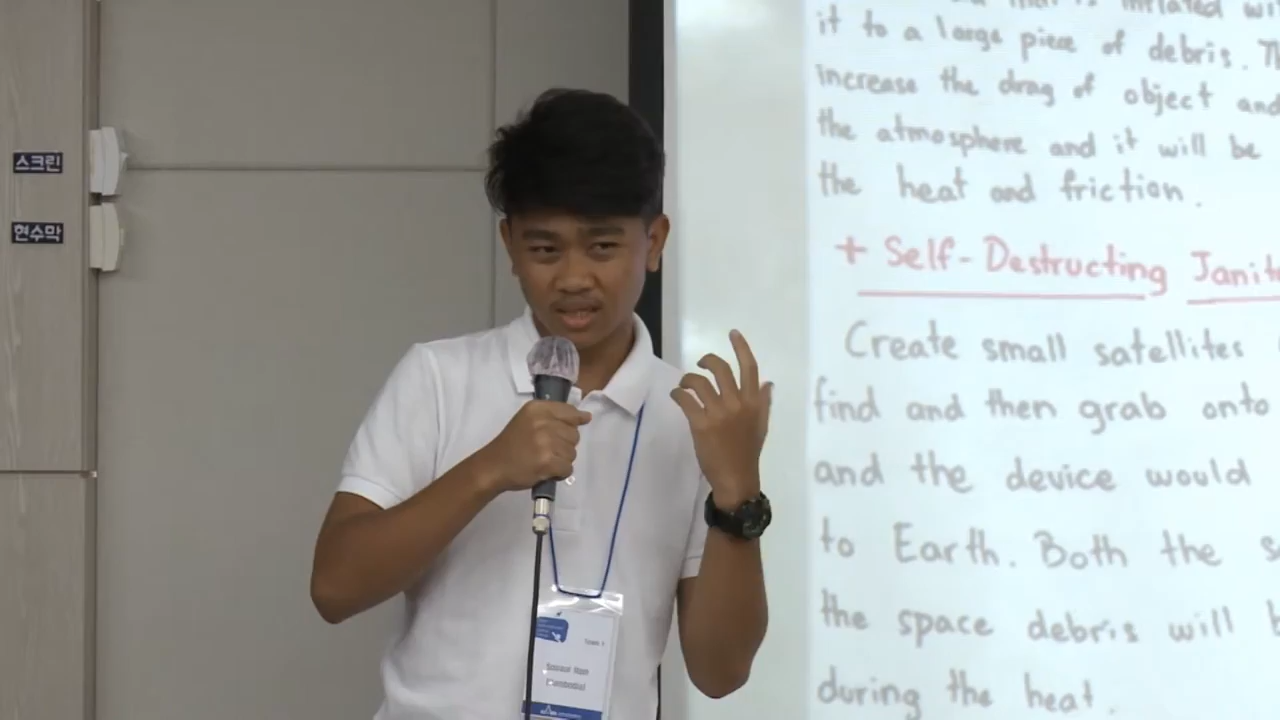 스크린
현수막
inflated
it to a large piece of debris.
increase the drag of object and
the atmosphere and it will be
the heat and friction.
+ Self-Destructing
Create small satellites
find and then grab onto
and the device would
to Earth. Both the
the space debris will
during the heat.